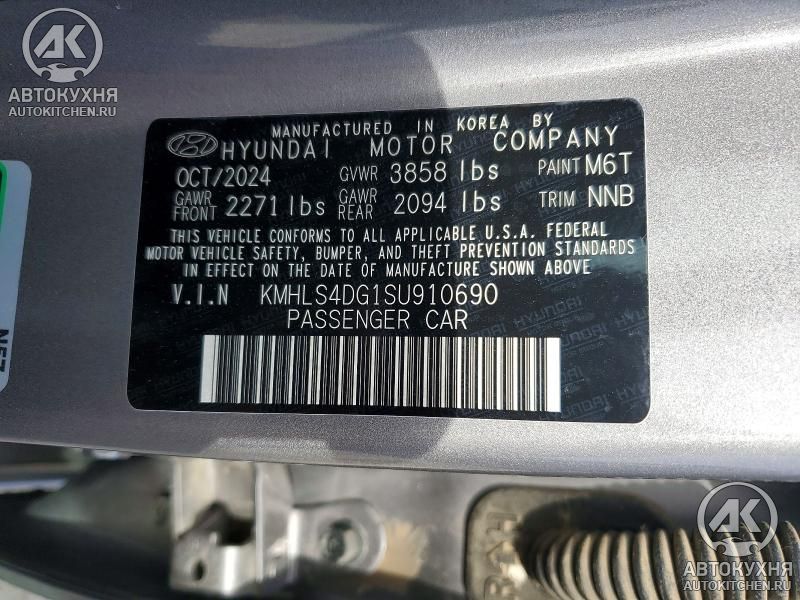 AK
АВТОКУХНЯ
AUTOKITCHEN.RU
MANUFACTURED IN KOREA BY
HYUNDAI MOTOR COMPANY
OCT/2024 GVWR 3858 lbs PAINT M6T
GAWR FRONT 2271 lbs GAWR REAR 2094 lbs TRIM NNB
THIS VEHICLE CONFORMS TO ALL APPLICABLE U.S.A. FEDERAL
MOTOR VEHICLE SAFETY, BUMPER, AND THEFT PREVENTION STANDARDS
IN EFFECT ON THE DATE OF MANUFACTURE SHOWN ABOVE
V.I.N KMHLS4DG1SU910690
PASSENGER CAR
AK
АВТОКУХНЯ
AUTOKITCHEN.RU